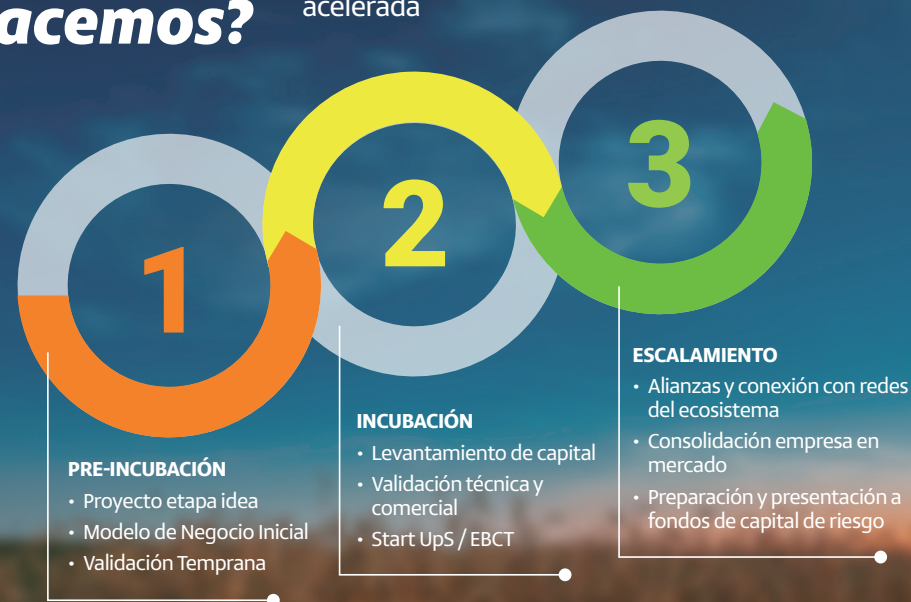 acemos?
acelerada
1
2
3
PRE-INCUBACIÓN
• Proyecto etapa idea
• Modelo de Negocio Inicial
• Validación Temprana
INCUBACIÓN
• Levantamiento de capital
• Validación técnica y
comercial
• Start UpS / EBCT
ESCALAMIENTO
• Alianzas y conexión con redes
del ecosistema
• Consolidación empresa en
mercado
• Preparación y presentación a
fondos de capital de riesgo